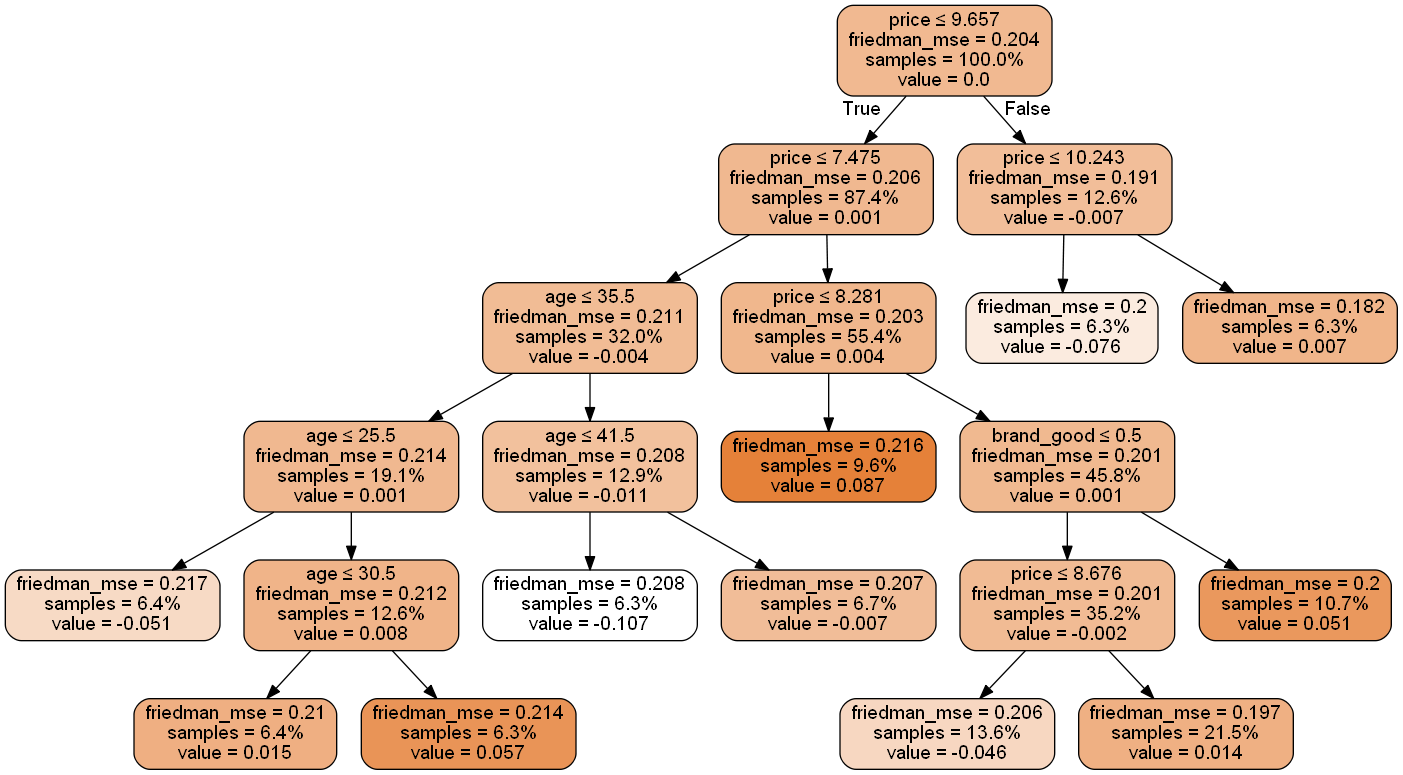 price ≤ 9.657
friedman_mse = 0.204
samples = 100.0%
value = 0.0
True
False
price ≤ 7.475
friedman_mse = 0.206
samples = 87.4%
value = 0.001
price ≤ 10.243
friedman_mse = 0.191
samples = 12.6%
value = -0.007
age ≤ 35.5
friedman_mse = 0.211
samples = 32.0%
value = -0.004
price ≤ 8.281
friedman_mse = 0.203
samples = 55.4%
value = 0.004
friedman_mse = 0.2
samples = 6.3%
value = -0.076
friedman_mse = 0.182
samples = 6.3%
value = 0.007
age ≤ 25.5
friedman_mse = 0.214
samples = 19.1%
value = 0.001
age ≤ 41.5
friedman_mse = 0.208
samples = 12.9%
value = -0.011
friedman_mse = 0.216
samples = 9.6%
value = 0.087
brand_good ≤ 0.5
friedman_mse = 0.201
samples = 45.8%
value = 0.001
friedman_mse = 0.217
samples = 6.4%
value = -0.051
age ≤ 30.5
friedman_mse = 0.212
samples = 12.6%
value = 0.008
friedman_mse = 0.208
samples = 6.3%
value = -0.107
friedman_mse = 0.207
samples = 6.7%
value = -0.007
price ≤ 8.676
friedman_mse = 0.201
samples = 35.2%
value = -0.002
friedman_mse = 0.2
samples = 10.7%
value = 0.051
friedman_mse = 0.21
samples = 6.4%
value = 0.015
friedman_mse = 0.214
samples = 6.3%
value = 0.057
friedman_mse = 0.206
samples = 13.6%
value = -0.046
friedman_mse = 0.197
samples = 21.5%
value = 0.014